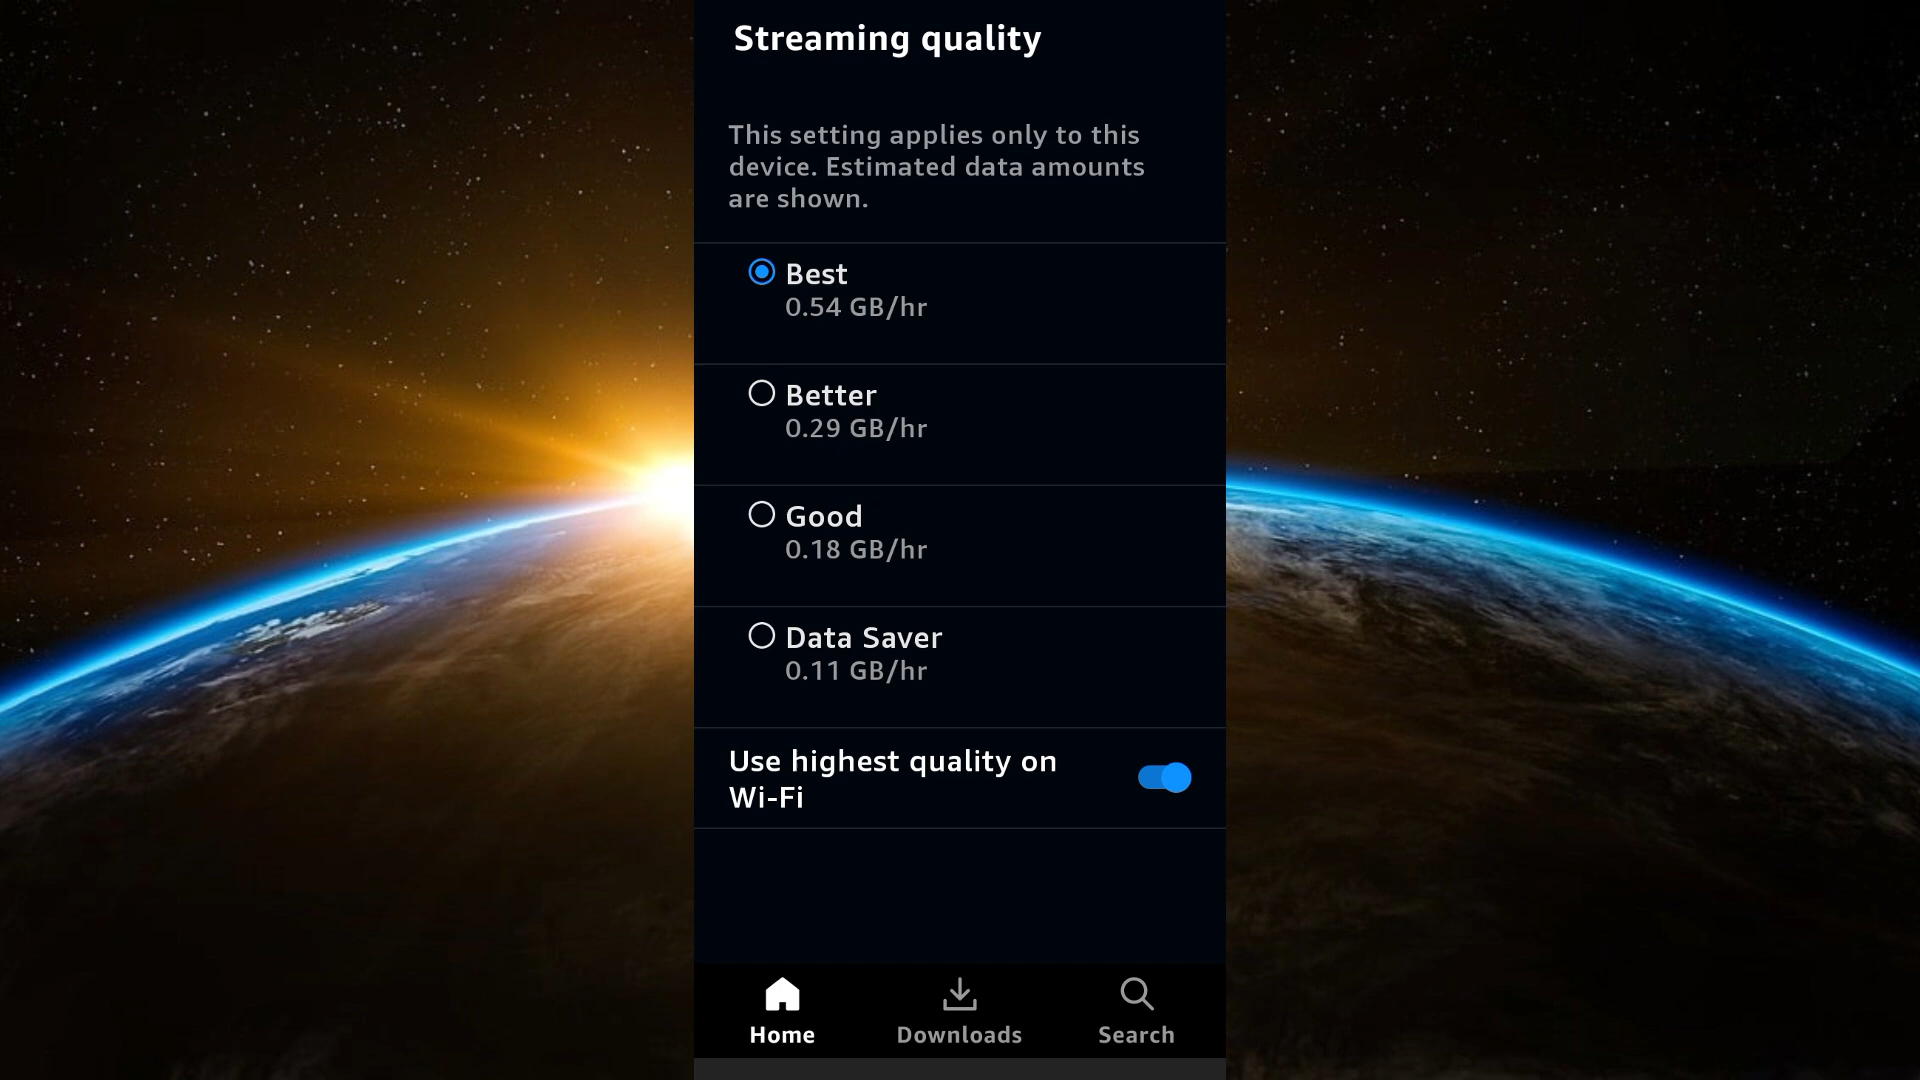 Streaming quality
This setting applies only to this
device. Estimated data amounts
are shown.
Best
0.54 GB/hr
Better
0.29 GB/hr
Good
0.18 GB/hr
Data Saver
0.11 GB/hr
Use highest quality on
Wi-Fi
Home
Downloads
Search